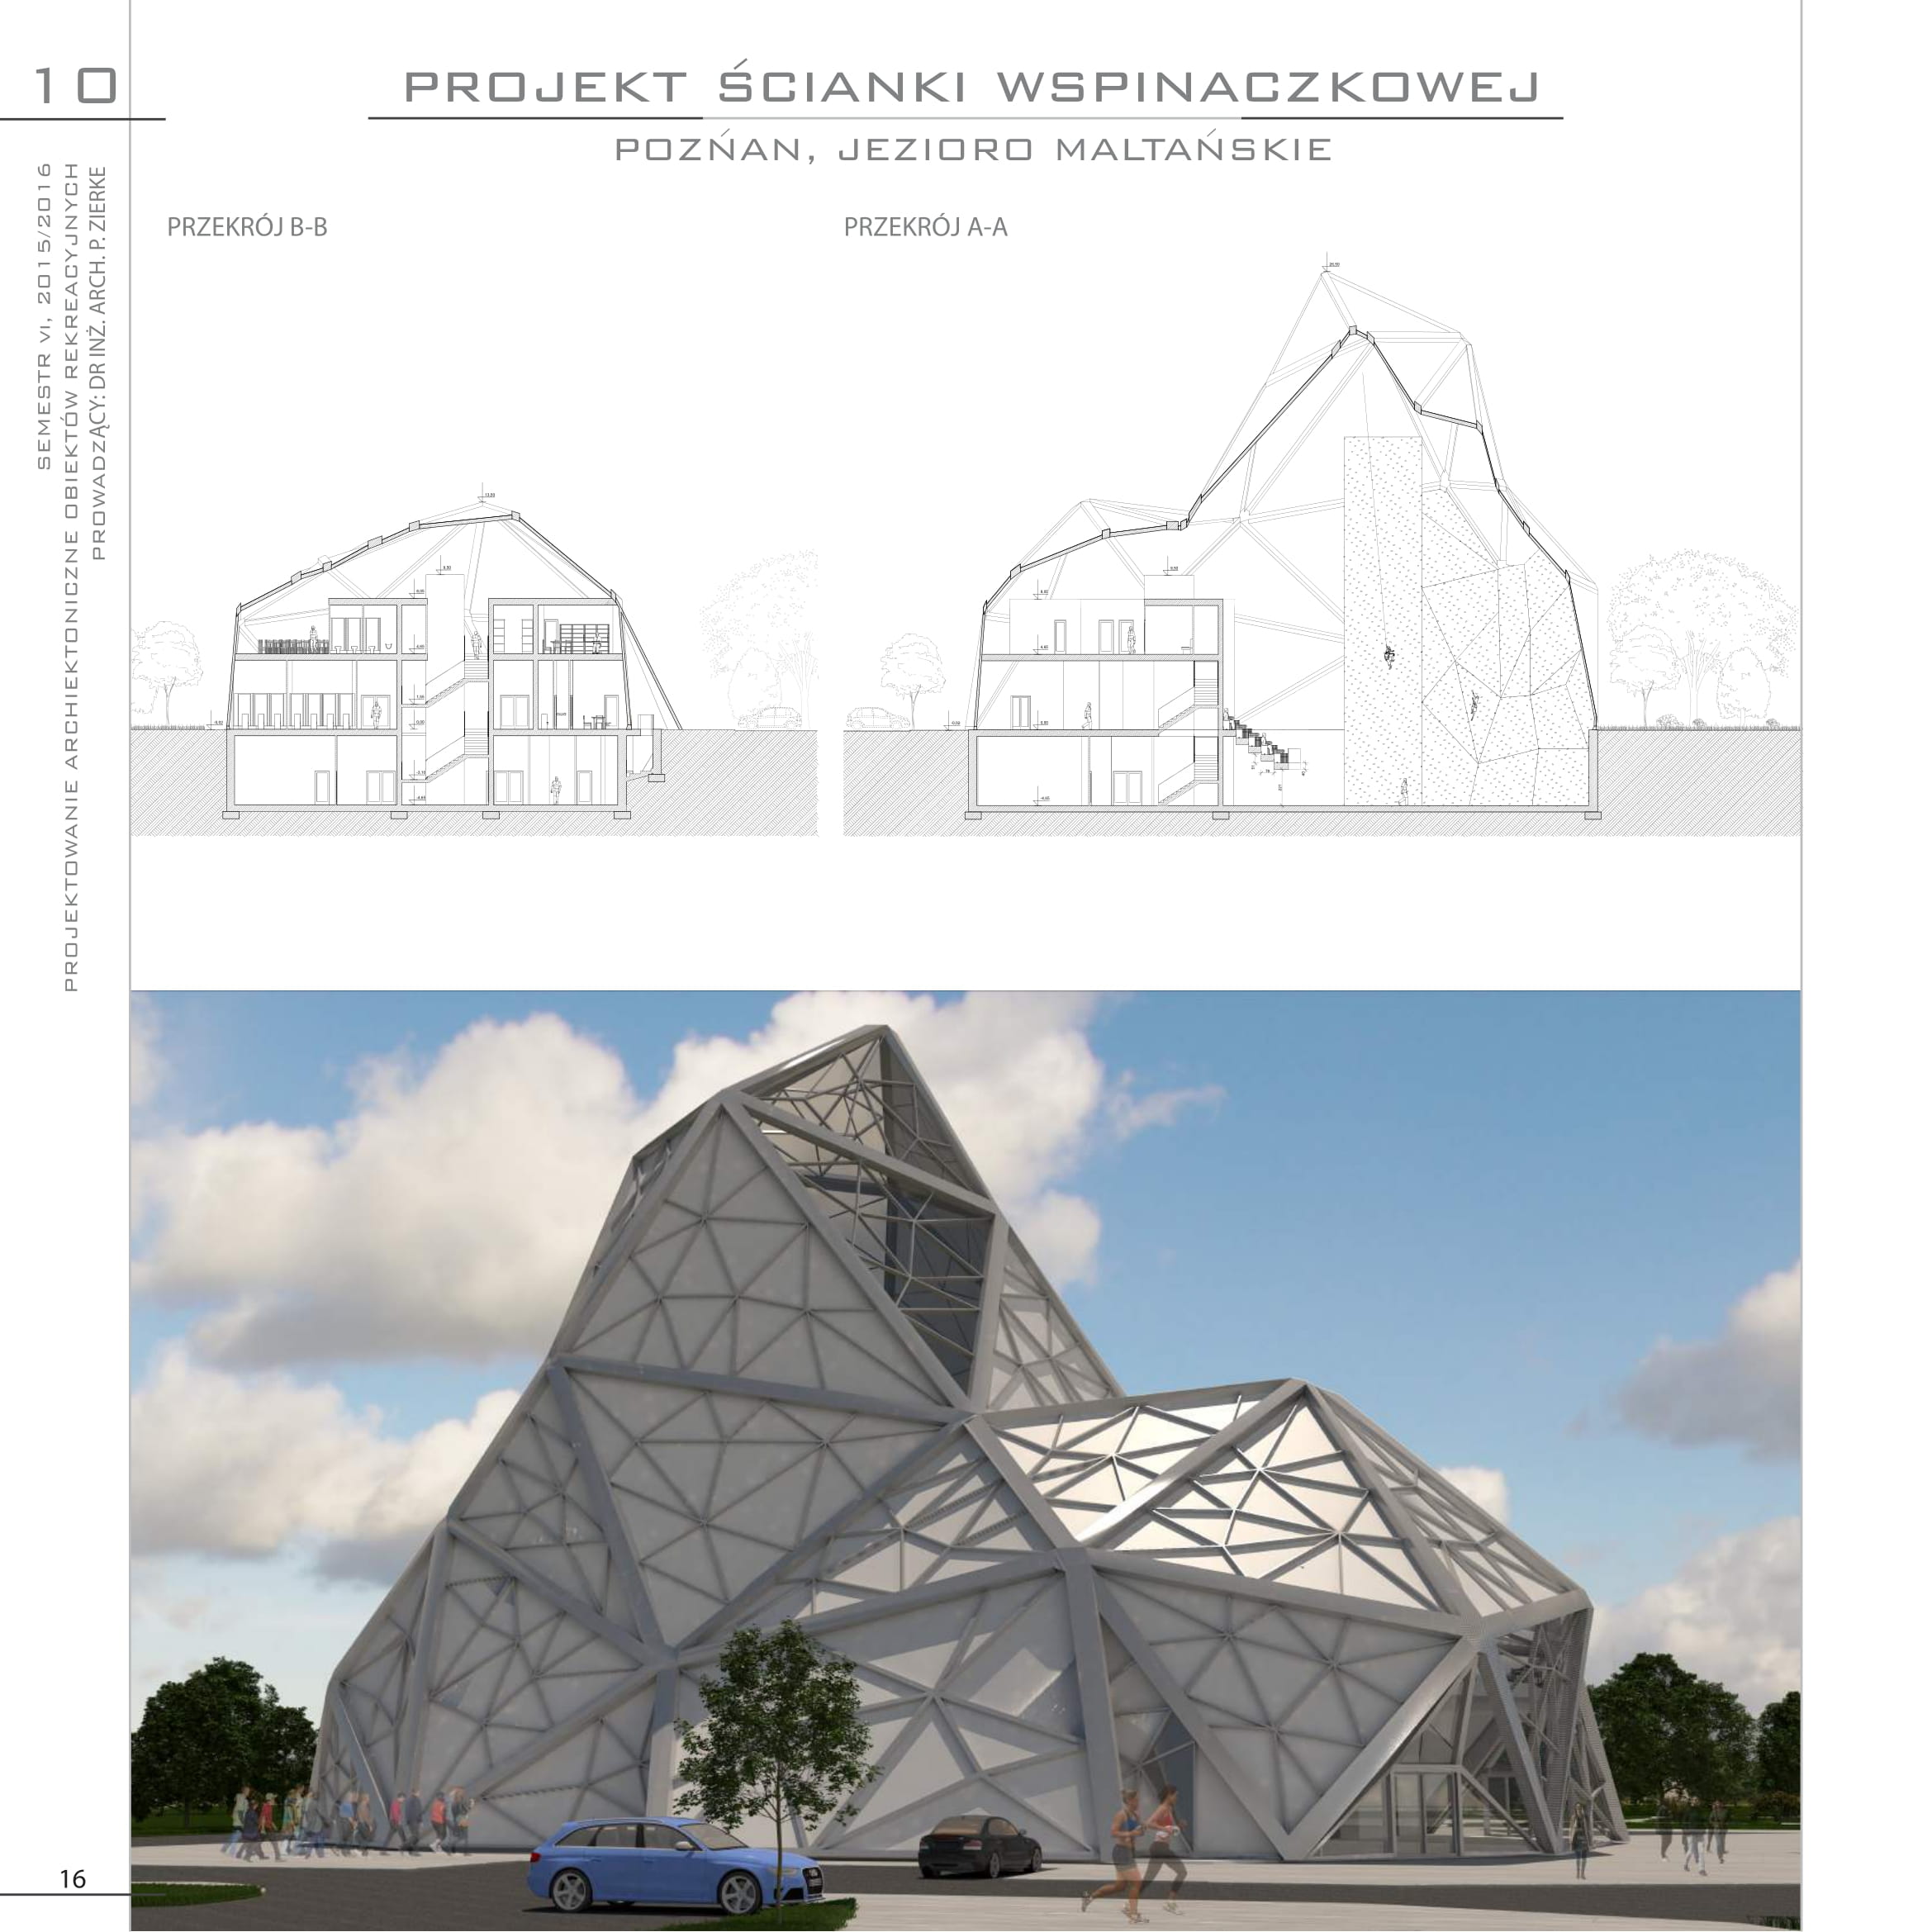 10
PROJEKT ŚCIANKI WSPINACZKOWEJ
POZŃAN, JEZIORO MALTAŃSKIE
SEMESTR VI, 2015/2016
PROJEKTOWANIE ARCHIEKTONICZNE OBIEKTÓW REKREACYJNYCH
PROWADZĄCY: DR INŻ. ARCH. P. ZIERKE
PRZEKRÓJ B-B
PRZEKRÓJ A-A
16